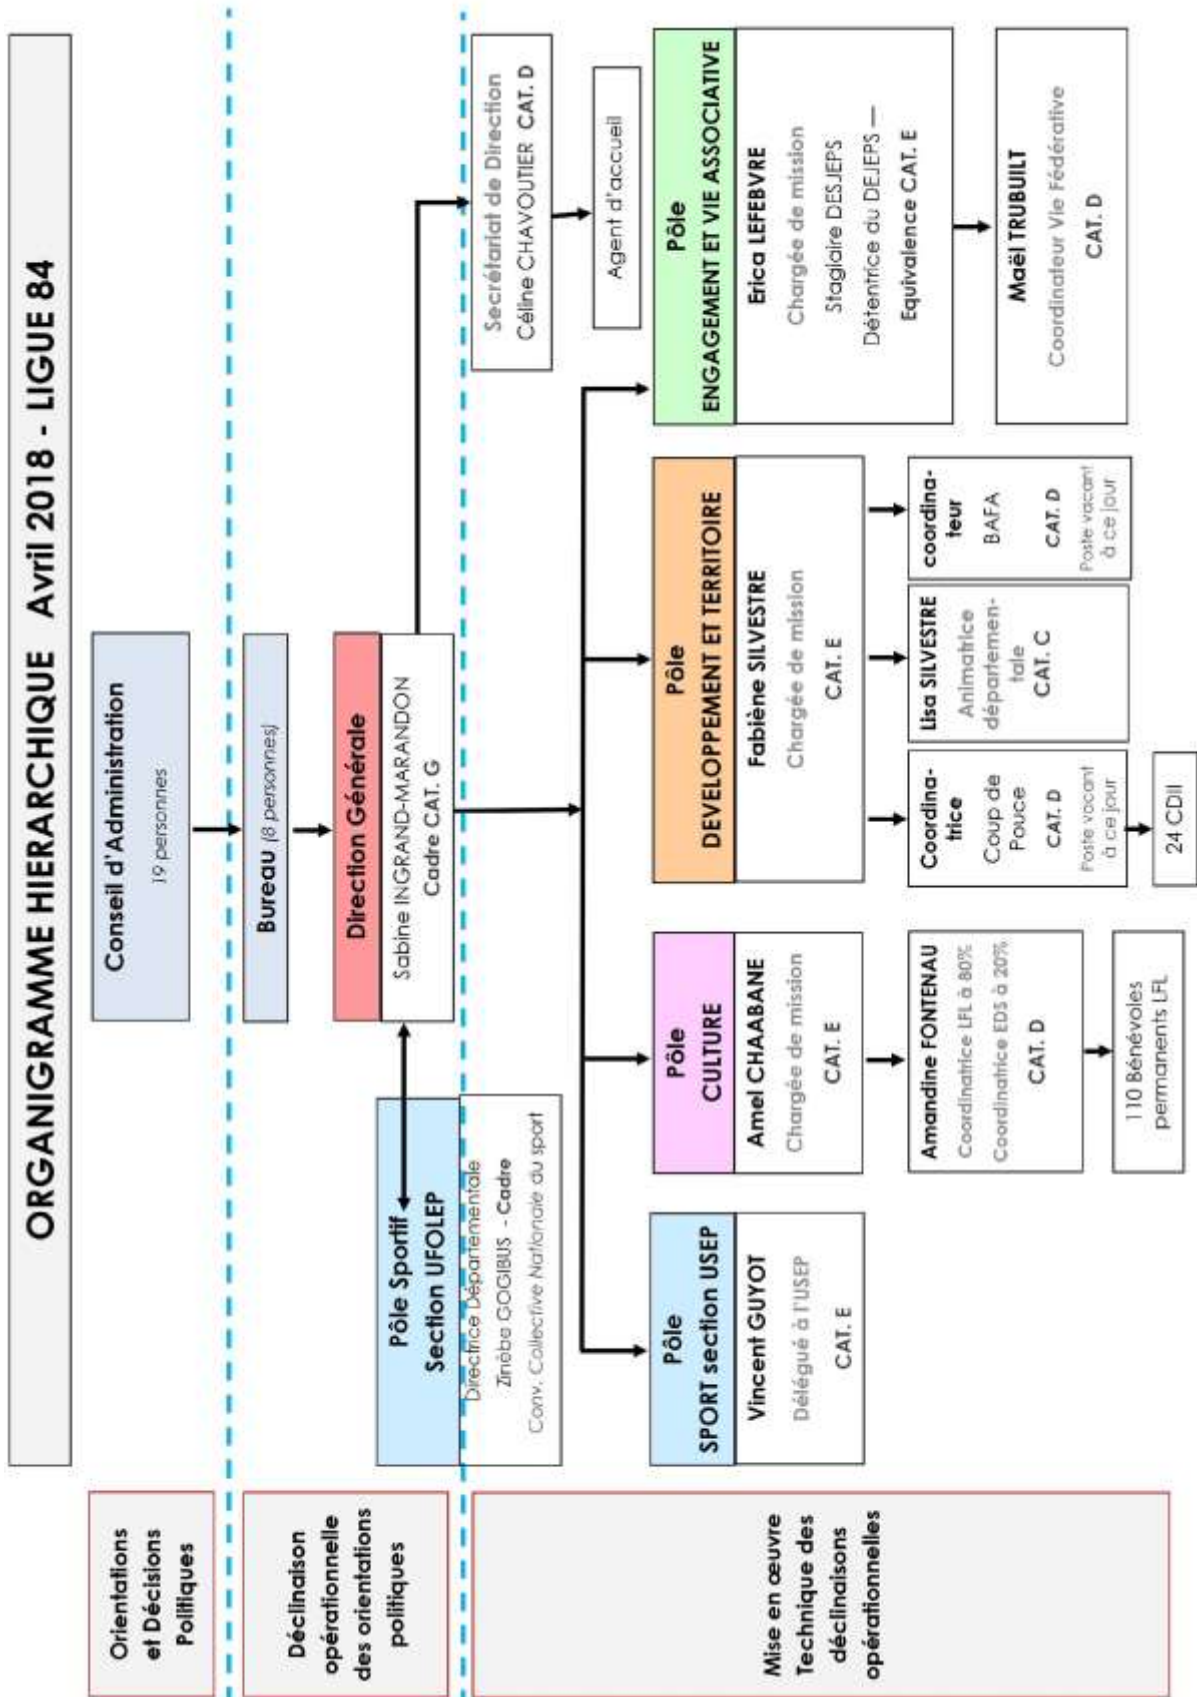 ORGANIGRAMME HIERARCHIQUE Avril 2018 - LIGUE 84
Orientations
et Décisions
Politiques
Conseil d'Administration
19 personnes
Déclinaison
opérationnelle
des orientations
politiques
Bureau (8 personnes)
Direction Générale
Sabine INGRAND-MARANDON
Cadre CAT. G
Pôle Sportif
Section UFOLEP
Directrice Départementale
Zinèba GOGIBUS - Cadre
Conv. Collective Nationale du sport
Secrétariat de Direction
Céline CHAVOUTIER CAT. D
Agent d'accueil
Mise en œuvre
Technique des
déclinaisons
opérationnelles
Pôle
SPORT section USEP
Vincent GUYOT
Délégué à l'USEP
CAT. E
Pôle
CULTURE
Amel CHAABANE
Chargée de mission
CAT. E
Amandine FONTENAU
Coordinatrice LFL à 80%
Coordinatrice EDS à 20%
CAT. D
110 Bénévoles
permanents LFL
Pôle
DEVELOPPEMENT ET TERRITOIRE
Fabiène SILVESTRE
Chargée de mission
CAT. E
Coordina-
trice
Coup de
Pouce
CAT. D
Poste vacant
à ce jour
24 CDII
Lisa SILVESTRE
Animatrice
départemen-
tale
CAT. C
coordina-
teur
BAFA
CAT. D
Poste vacant
à ce jour
Pôle
ENGAGEMENT ET VIE ASSOCIATIVE
Erica LEFEBVRE
Chargée de mission
Stagiaire DESJEPS
Détentrice du DEJEPS —
Equivalence CAT. E
Maël TRUBUILT
Coordinateur Vie Fédérative
CAT. D